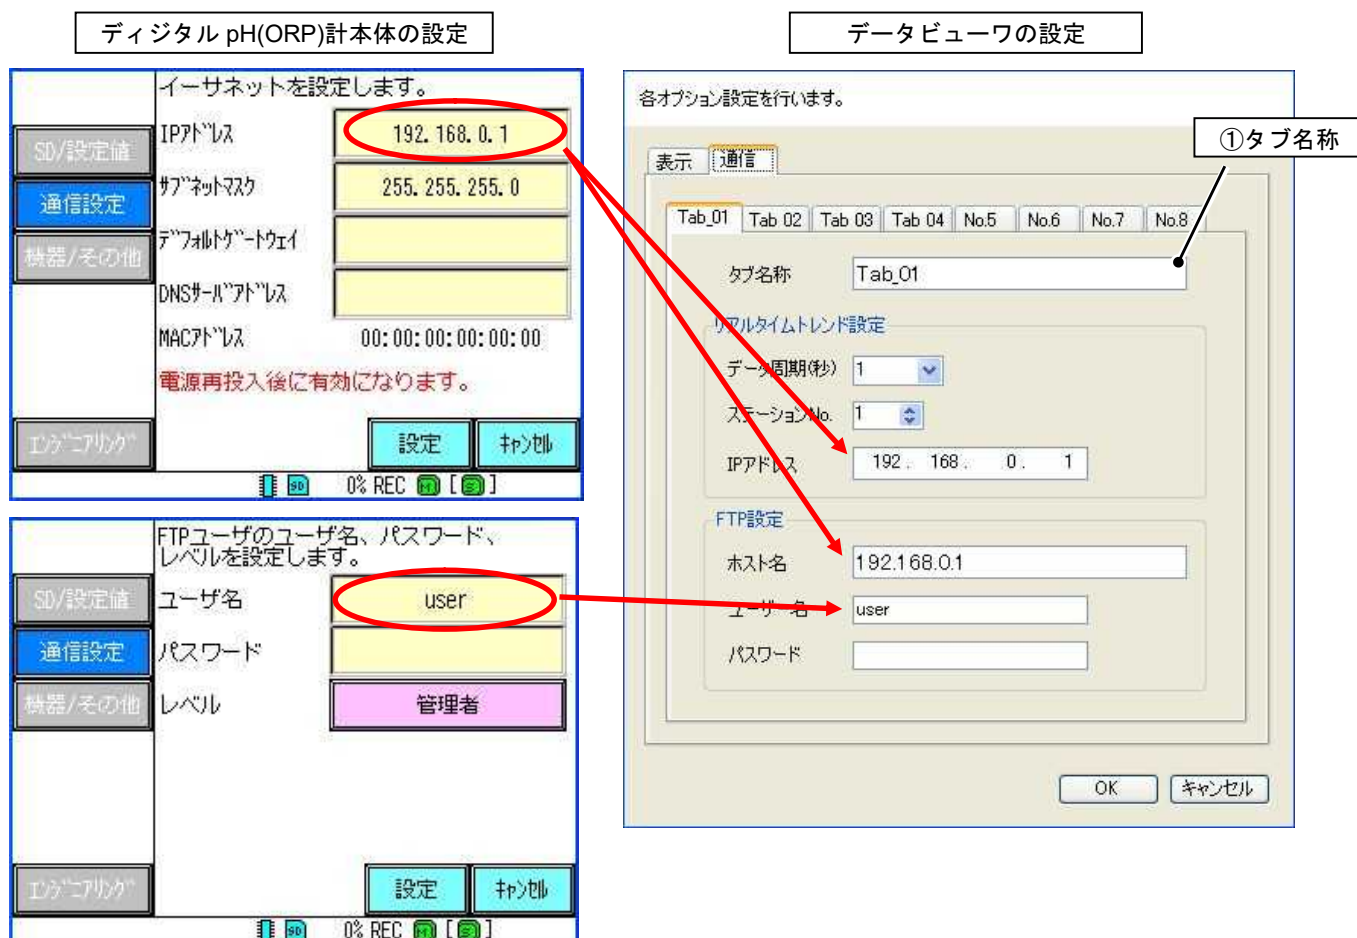 ディジタル pH(ORP)計本体の設定
データビューワの設定
イーサネットを設定します。
IPアドレス
192.168.0.1
SD/設定値
サブネットマスク
255.255.255.0
通信設定
デフォルトゲートウェイ
機器/その他
DNSサーバアドレス
MACアドレス
00:00:00:00:00:00
電源再投入後に有効になります。
エンジニアリング
設定
キャンセル
0% REC [M] [S]
FTPユーザのユーザ名、パスワード、
レベルを設定します。
SD/設定値
ユーザ名
user
通信設定
パスワード
機器/その他
レベル
管理者
エンジニアリング
設定
キャンセル
0% REC [M] [S]
各オプション設定を行います。
①タブ名称
表示 通信
Tab_01 Tab 02 Tab 03 Tab 04 No.5 No.6 No.7 No.8
タブ名称 Tab_01
リアルタイムトレンド設定
データ周期(秒) 1
ステーションNo. 1
IPアドレス 192. 168. 0. 1
FTP設定
ホスト名 192.168.0.1
ユーザー名 user
パスワード
OK キャンセル